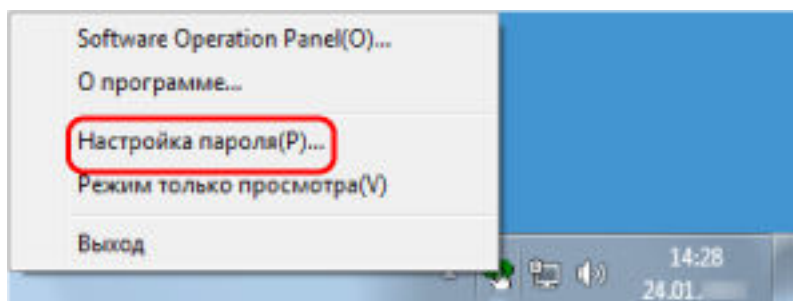 Software Operation Panel(O)...
О программе...
Настройка пароля(P)...
Режим только просмотра(V)
Выход
14:28
24.01.